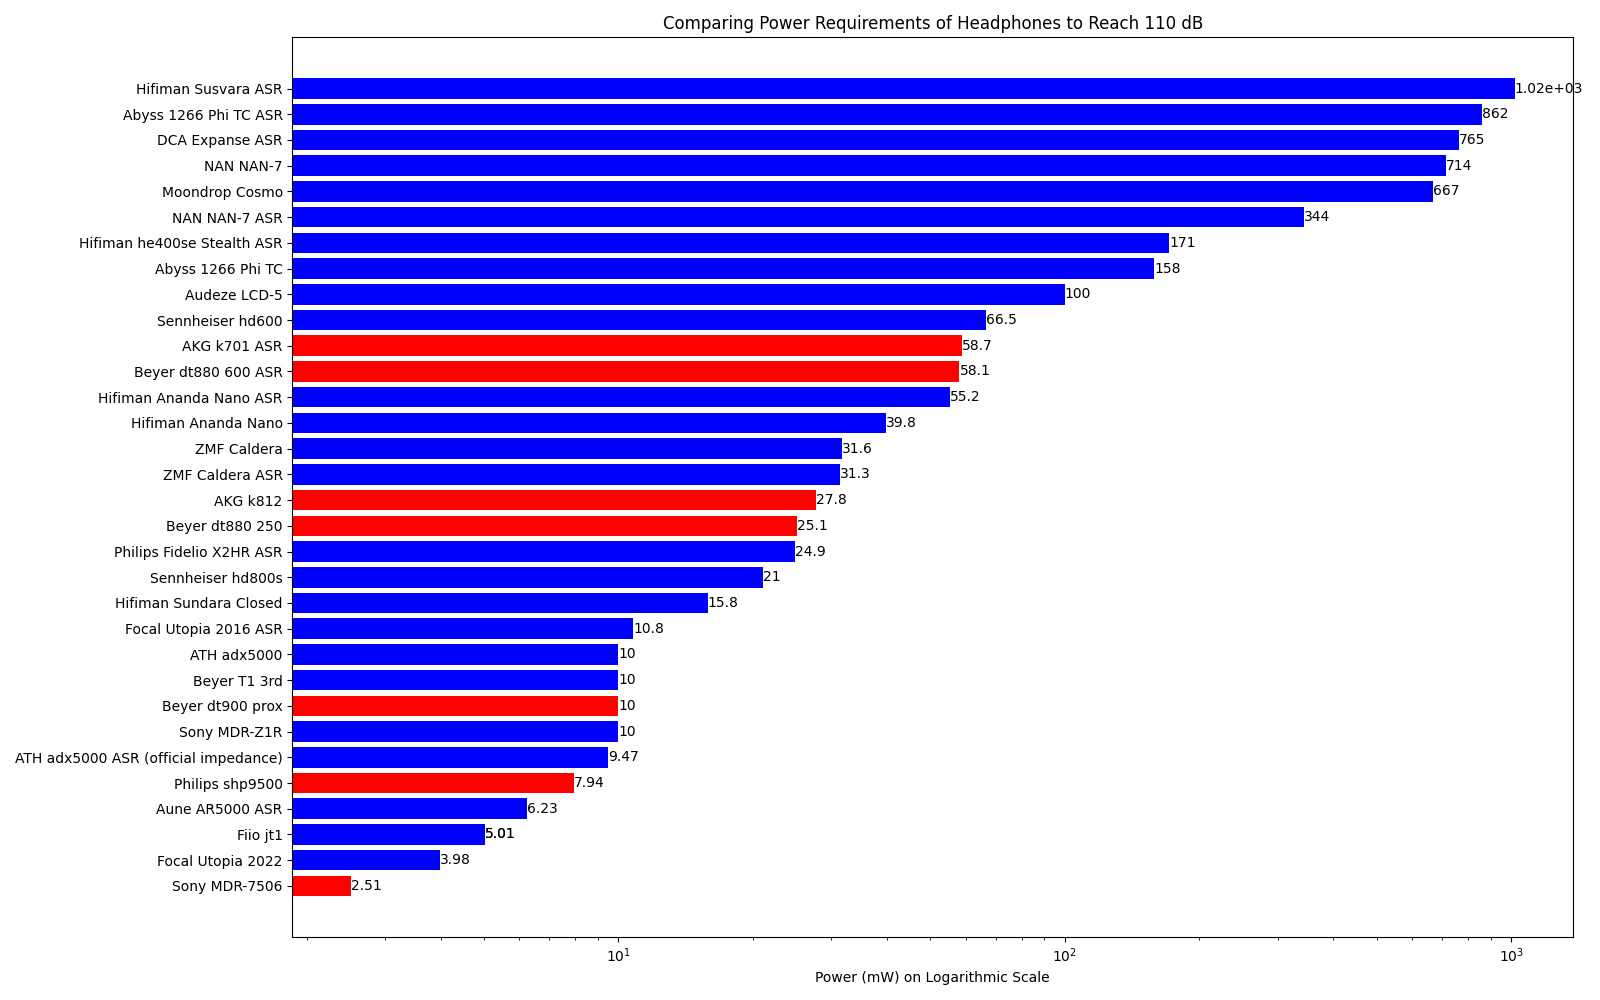 Comparing Power Requirements of Headphones to Reach 110 dB
Hifiman Susvara ASR 1.02e+03
Abyss 1266 Phi TC ASR 862
DCA Expanse ASR 765
NAN NAN-7 714
Moondrop Cosmo 667
NAN NAN-7 ASR 344
Hifiman he400se Stealth ASR 171
Abyss 1266 Phi TC 158
Audeze LCD-5 100
Sennheiser hd600 66.5
AKG k701 ASR 58.7
Beyer dt880 600 ASR 58.1
Hifiman Ananda Nano ASR 55.2
Hifiman Ananda Nano 39.8
ZMF Caldera 31.6
ZMF Caldera ASR 31.3
AKG k812 27.8
Beyer dt880 250 25.1
Philips Fidelio X2HR ASR 24.9
Sennheiser hd800s 21
Hifiman Sundara Closed 15.8
Focal Utopia 2016 ASR 10.8
ATH adx5000 10
Beyer T1 3rd 10
Beyer dt900 prox 10
Sony MDR-Z1R 10
ATH adx5000 ASR (official impedance) 9.47
Philips shp9500 7.94
Aune AR5000 ASR 6.23
Fiio jt1 5.01
Focal Utopia 2022 3.98
Sony MDR-7506 2.51
10¹ 10² 10³
Power (mW) on Logarithmic Scale